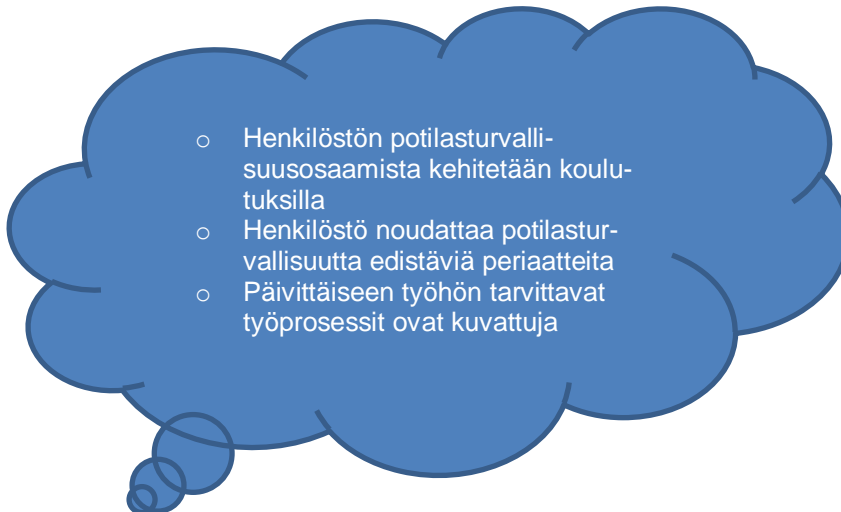 ○ Henkilöstön potilasturvalli-
suusosaamista kehitetään koulu-
tuksilla
○ Henkilöstö noudattaa potilastur-
vallisuutta edistäviä periaatteita
○ Päivittäiseen työhön tarvittavat
työprosessit ovat kuvattuja